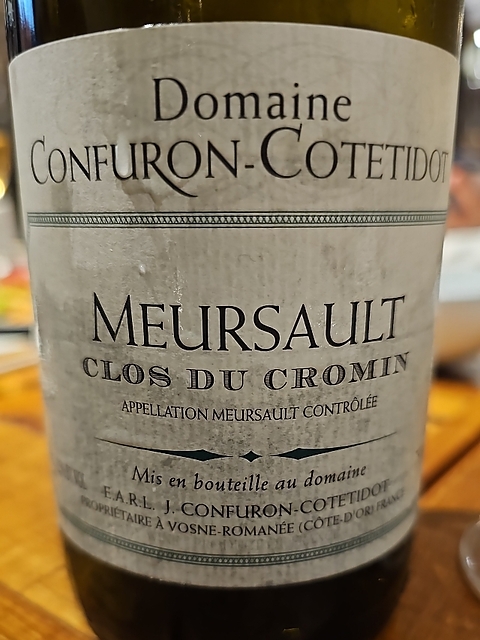 Domaine
CONFURON-COTETIDOT
MEURSAULT
CLOS DU CROMIN
APPELLATION MEURSAULT CONTRÔLÉE
Mis en bouteille au domaine
E.A.R.L. J. CONFURON-COTETIDOT
PROPRIÉTAIRE À VOSNE-ROMANÉE (CÔTE-D'OR) FRANCE